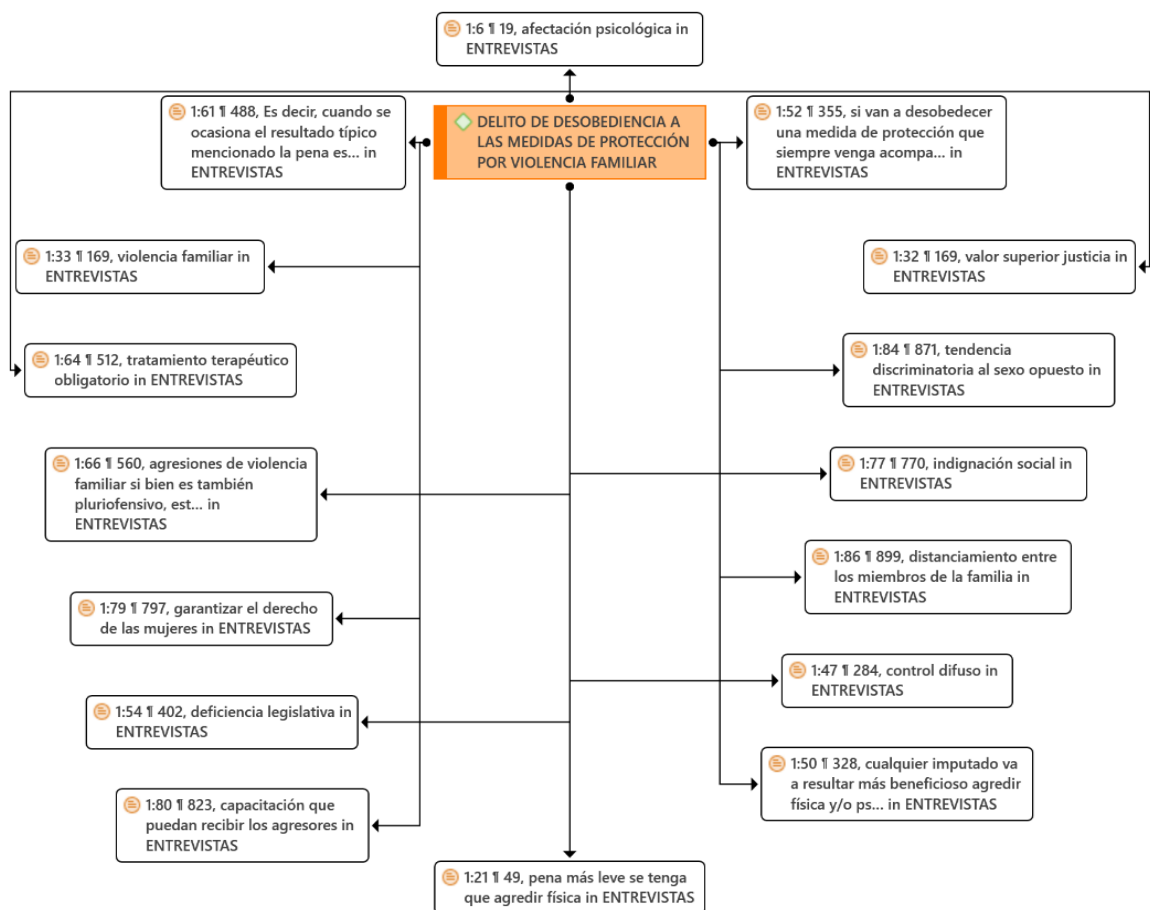 1:6 ¶ 19, afectación psicológica in
ENTREVISTAS
1:61 ¶ 488, Es decir, cuando se
ocasiona el resultado típico
mencionado la pena es... in
ENTREVISTAS
DELITO DE DESOBEDIENCIA A
LAS MEDIDAS DE PROTECCIÓN
POR VIOLENCIA FAMILIAR
1:52 ¶ 355, si van a desobedecer
una medida de protección que
siempre venga acompa... in
ENTREVISTAS
1:33 ¶ 169, violencia familiar in
ENTREVISTAS
1:32 ¶ 169, valor superior justicia in
ENTREVISTAS
1:64 ¶ 512, tratamiento terapéutico
obligatorio in ENTREVISTAS
1:84 ¶ 871, tendencia
discriminatoria al sexo opuesto in
ENTREVISTAS
1:66 ¶ 560, agresiones de violencia
familiar si bien es también
pluriofensivo, est... in
ENTREVISTAS
1:77 ¶ 770, indignación social in
ENTREVISTAS
1:86 ¶ 899, distanciamiento entre
los miembros de la familia in
ENTREVISTAS
1:79 ¶ 797, garantizar el derecho
de las mujeres in ENTREVISTAS
1:47 ¶ 284, control difuso in
ENTREVISTAS
1:54 ¶ 402, deficiencia legislativa in
ENTREVISTAS
1:50 ¶ 328, cualquier imputado va
a resultar más beneficioso agredir
física y/o ps... in ENTREVISTAS
1:80 ¶ 823, capacitación que
puedan recibir los agresores in
ENTREVISTAS
1:21 ¶ 49, pena más leve se tenga
que agredir física in ENTREVISTAS